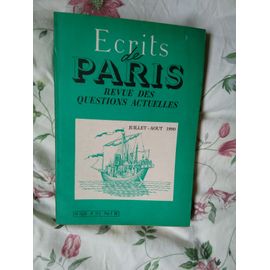 Ecrits
de
PARIS
REVUE DES
QUESTIONS ACTUELLES
JUILLET - AOUT 1990